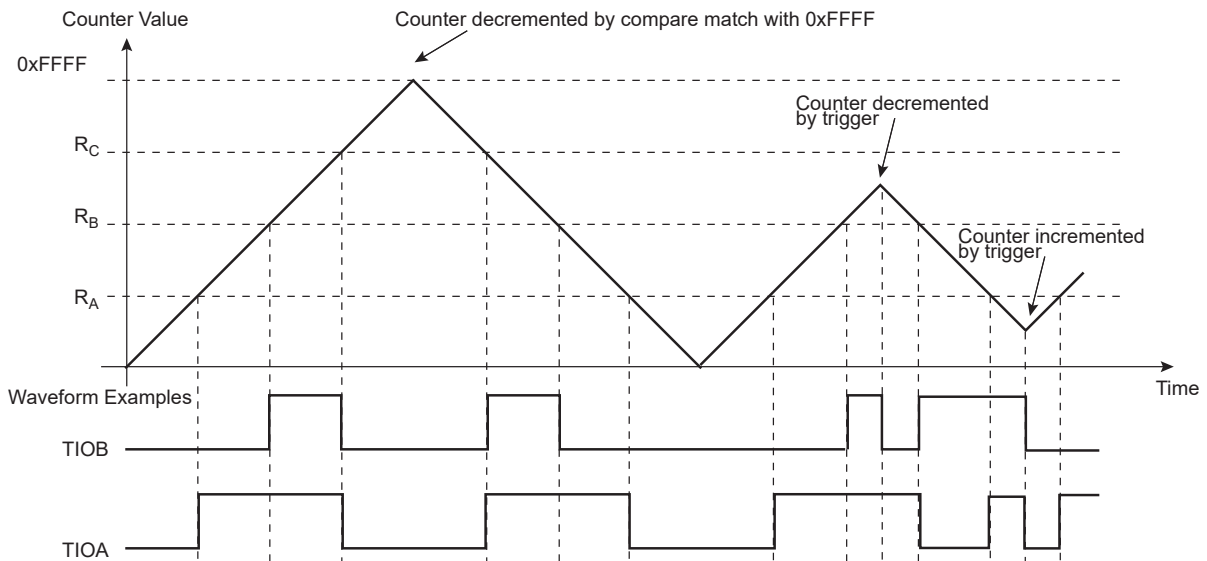 Counter Value
Counter decremented by compare match with 0xFFFF
0xFFFF
Counter decremented
by trigger
RC
RB
Counter incremented
by trigger
RA
Time
Waveform Examples
TIOB
TIOA